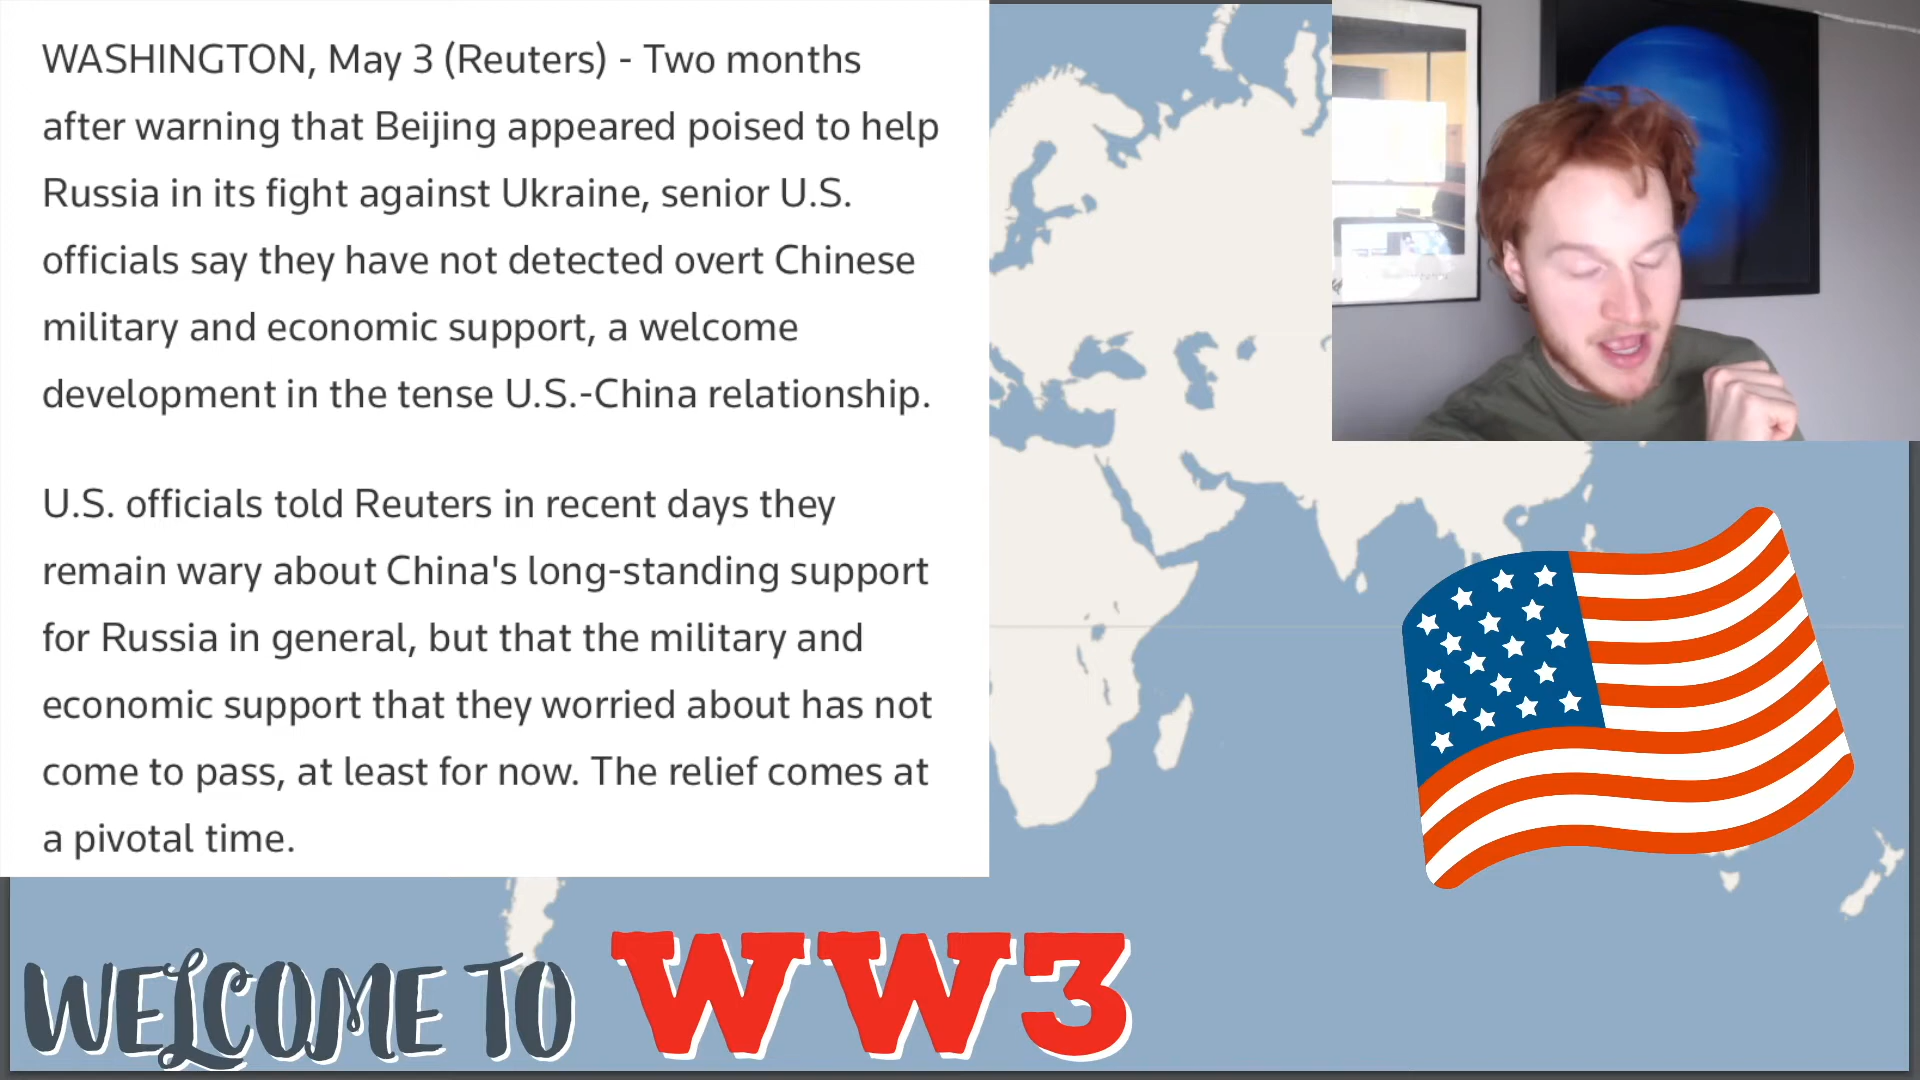 WASHINGTON, May 3 (Reuters) - Two months
after warning that Beijing appeared poised to help
Russia in its fight against Ukraine, senior U.S.
officials say they have not detected overt Chinese
military and economic support, a welcome
development in the tense U.S.-China relationship.
U.S. officials told Reuters in recent days they
remain wary about China's long-standing support
for Russia in general, but that the military and
economic support that they worried about has not
come to pass, at least for now. The relief comes at
a pivotal time.
WELCOME TO WW3